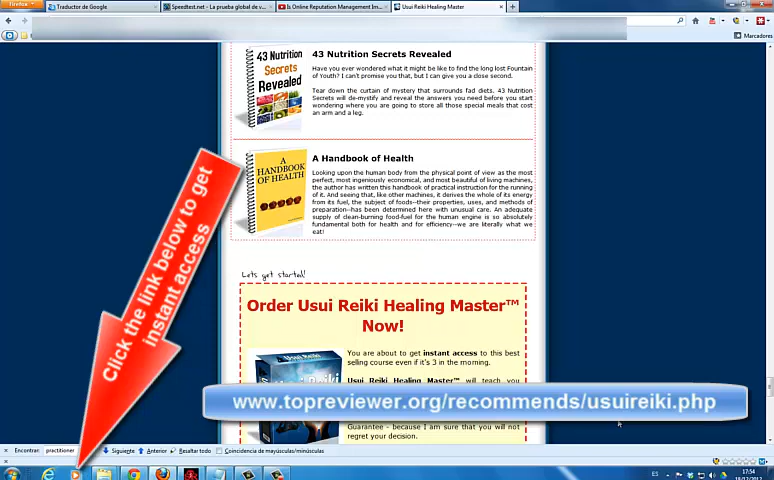 Firefox
Traductor de Google
Speedtest.net - La prueba global de v...
Is Online Reputation Management Im...
Usui Reiki Healing Master
Marcadores
43 Nutrition
Secrets
Revealed
43 Nutrition Secrets Revealed
Have you ever wondered what it might be like to find the long lost Fountain
of Youth? I can't promise you that, but I can give you a close second.
Tear down the curtain of mystery that surrounds fad diets. 43 Nutrition
Secrets will de-mystify and reveal the answers you need before you start
wondering where you are going to store all those special meals that cost
an arm and a leg.
A
HANDBOOK
OF HEALTH
A Handbook of Health
Looking upon the human body from the physical point of view as the most
perfect, most ingeniously economical, and most beautiful of living machines,
the author has written this handbook of practical instruction for the running
of it. And seeing that, like other machines, it derives the whole of its energy
from its fuel, the subject of foods--their properties, uses, and methods of
preparation--has been determined here with unusual care. An adequate
supply of clean-burning food-fuel for the human engine is so absolutely
fundamental both for health and for efficiency--we are literally what we
eat!
Click the link below to get
instant access
Lets get started!
Order Usui Reiki Healing Master™
Now!
You are about to get instant access to this best
selling course even if it's 3 in the morning.
Usui Reiki
Usui Reiki Healing Master™ will teach you
www.topreviewer.org/recommends/usuireiki.php
Guarantee - because I am sure that you will not
regret your decision.
Encontrar:
practitioner
Siguiente
Anterior
Resaltar todo
Coincidencia de mayúsculas/minúsculas
ES
17:54
18/12/2012